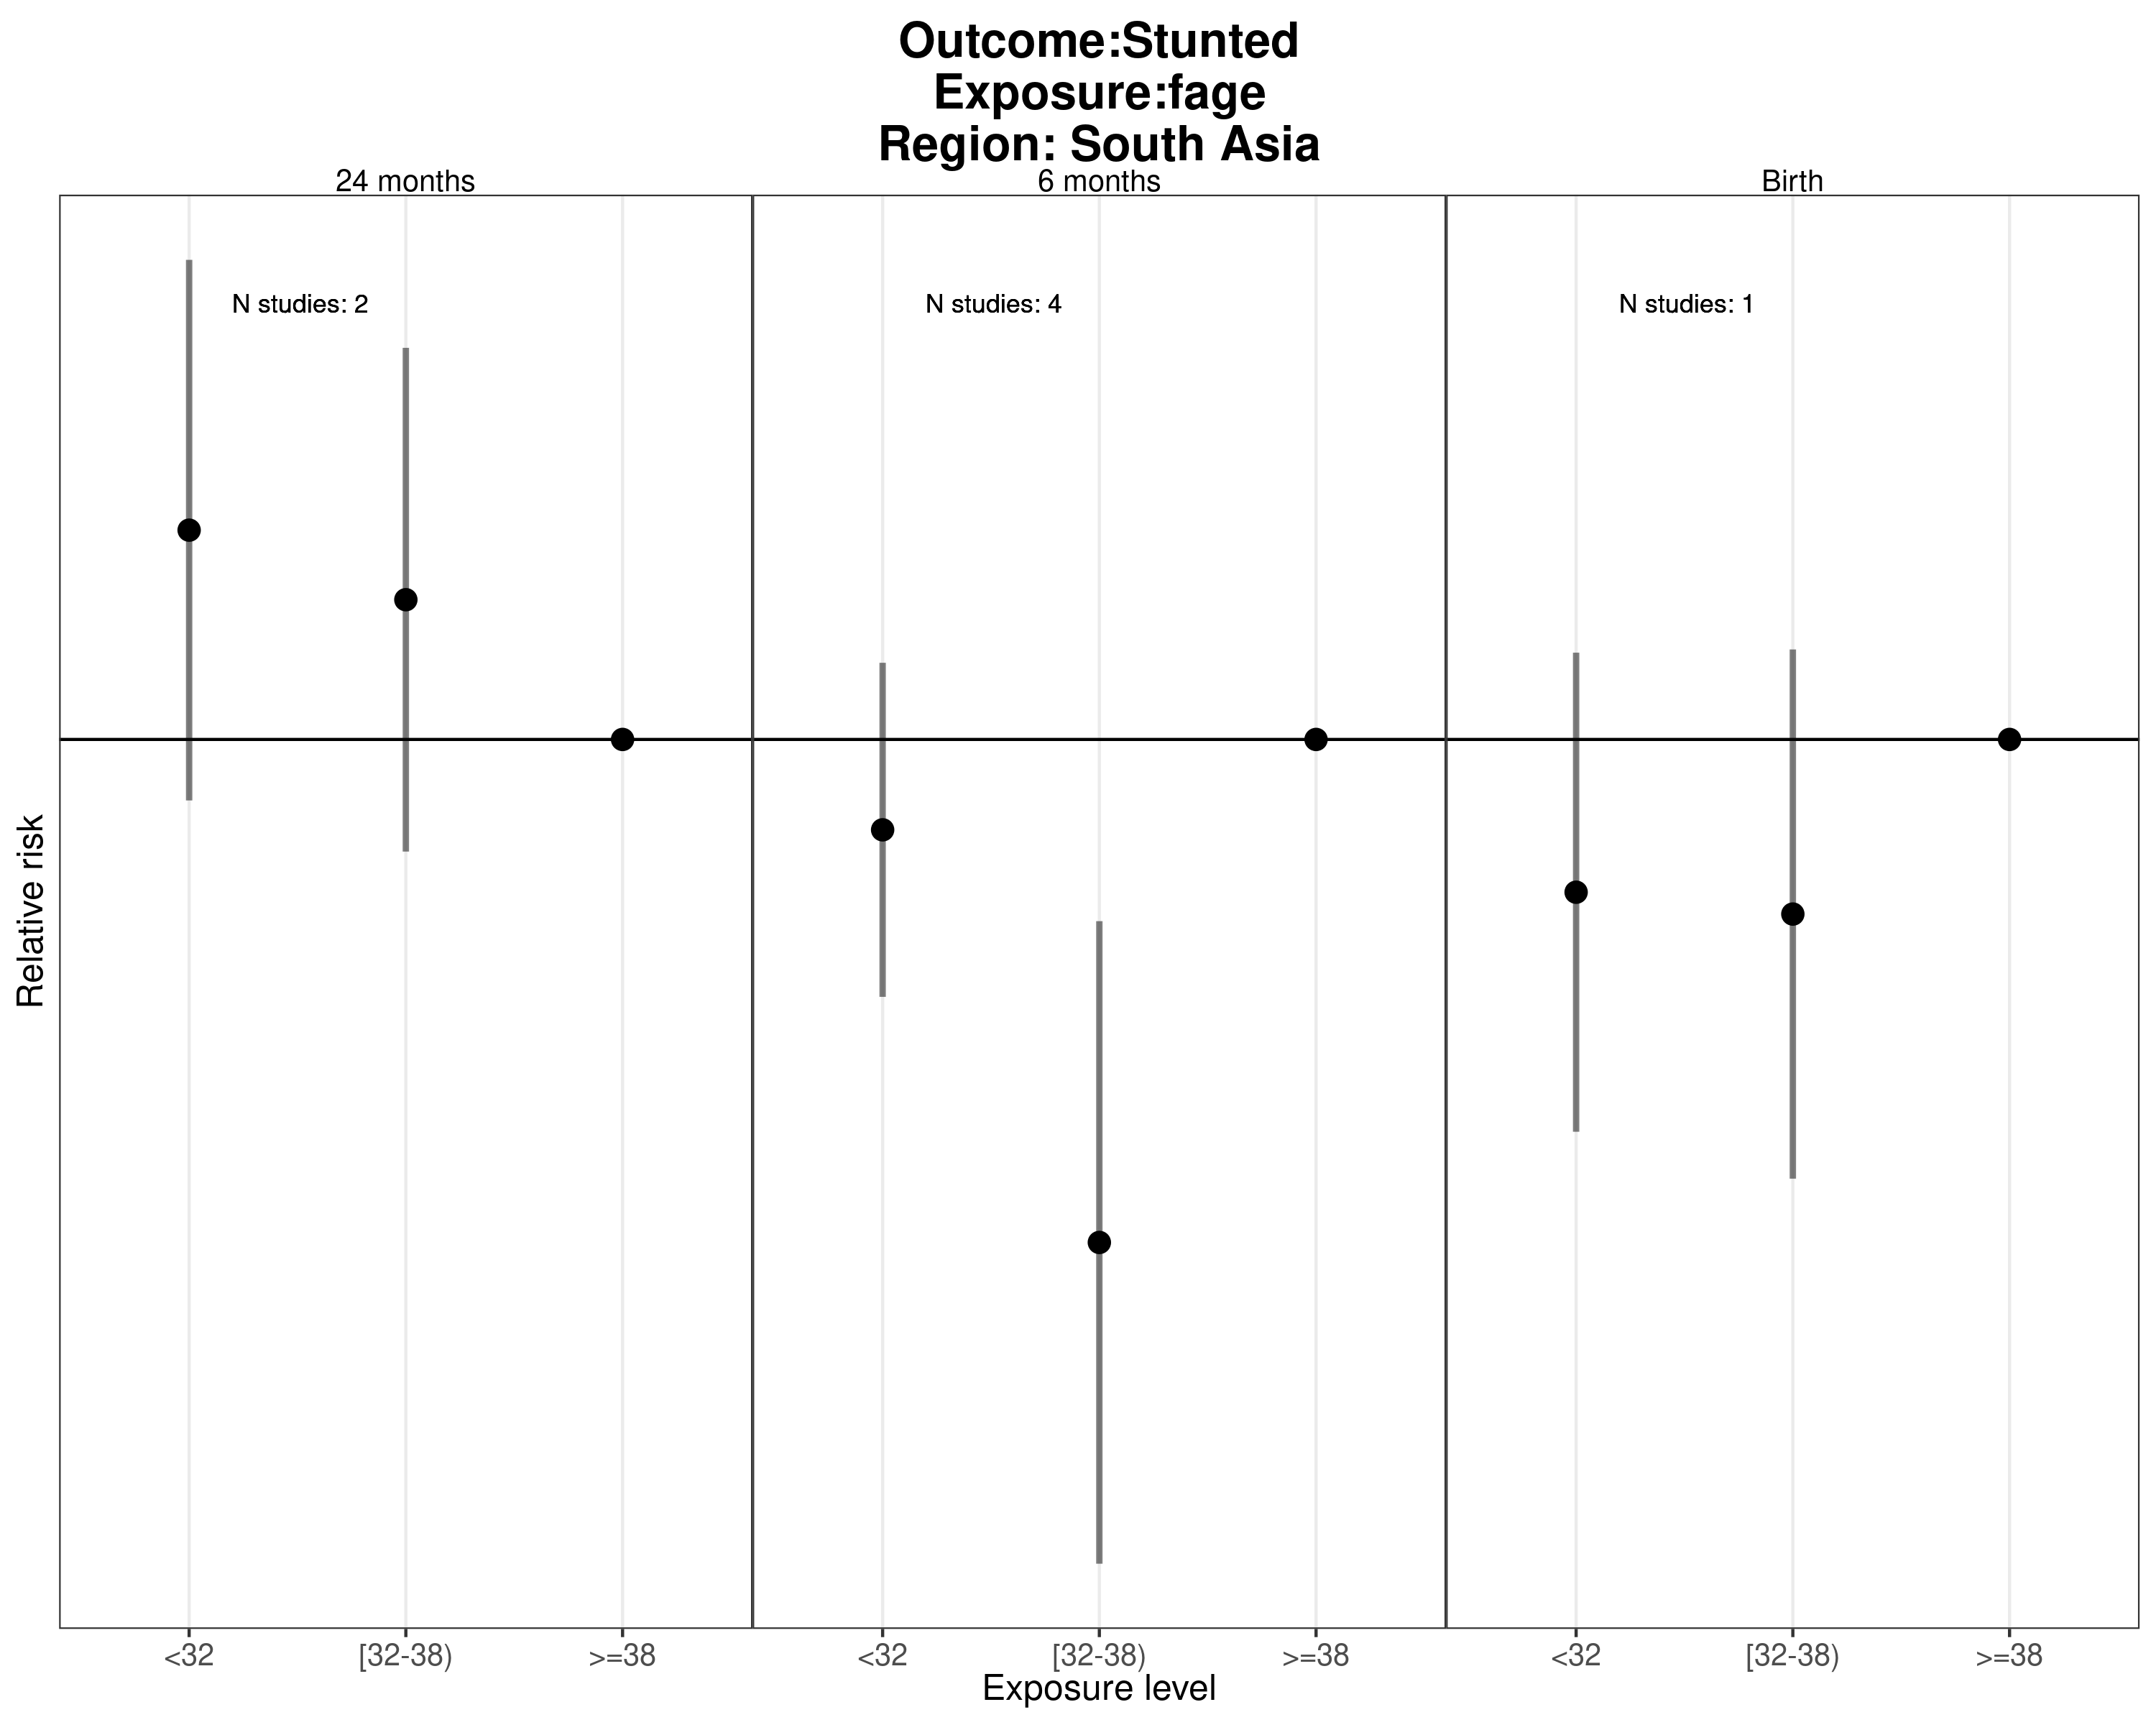 Outcome:Stunted
Exposure:fage
Region: South Asia
24 months
6 months
Birth
N studies: 2
N studies: 4
N studies: 1
Relative risk
<32
[32-38)
>=38
<32
[32-38)
>=38
<32
[32-38)
>=38
Exposure level